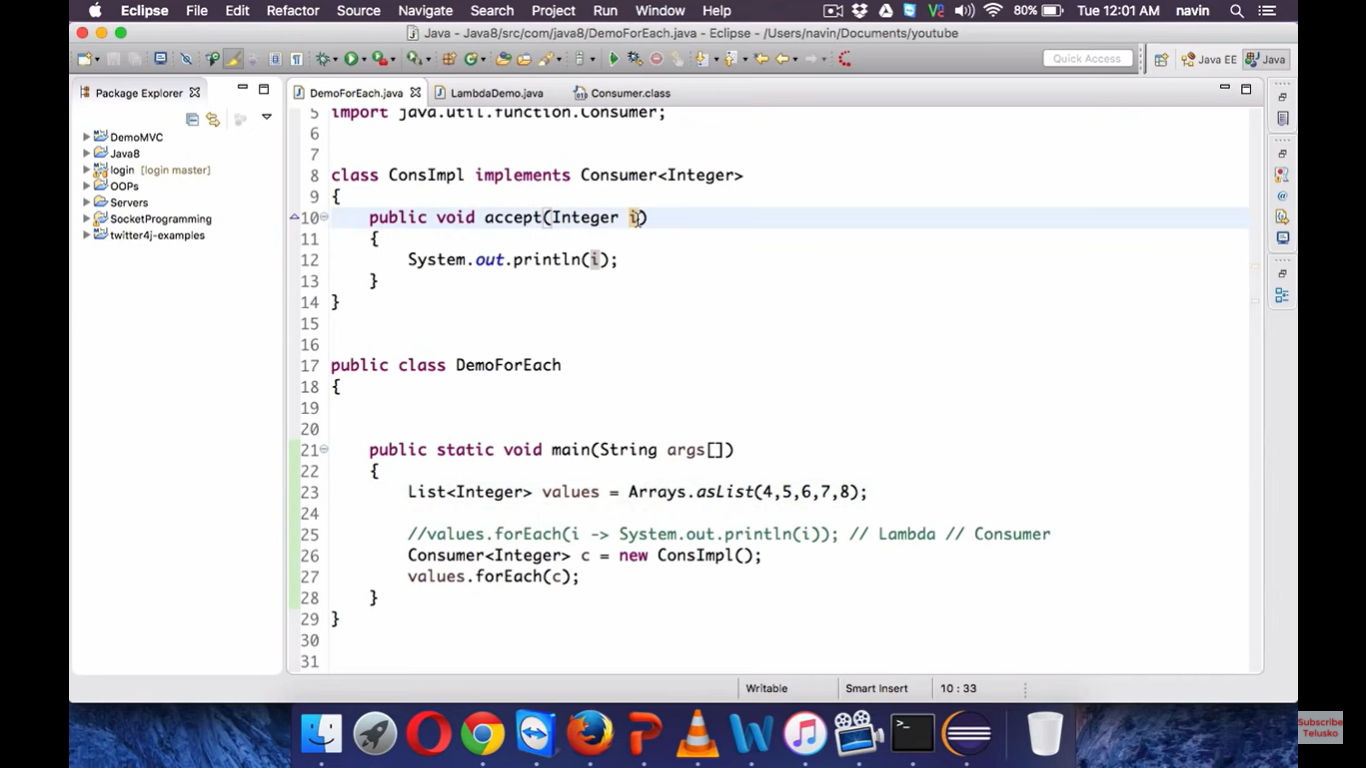 Eclipse File Edit Refactor Source Navigate Search Project Run Window Help 80% Tue 12:01 AM navin
Java - Java8/src/com/java8/DemoForEach.java - Eclipse - /Users/navin/Documents/youtube
Quick Access Java EE Java
Package Explorer
DemoMVC
Java8
login [login master]
OOPs
Servers
SocketProgramming
twitter4j-examples
DemoForEach.java LambdaDemo.java Consumer.class
5 import java.util.function.Consumer;
6
7
8 class ConsImpl implements Consumer<Integer>
9 {
10 public void accept(Integer i)
11 {
12 System.out.println(i);
13 }
14 }
15
16
17 public class DemoForEach
18 {
19
20
21 public static void main(String args[])
22 {
23 List<Integer> values = Arrays.asList(4,5,6,7,8);
24
25 //values.forEach(i -> System.out.println(i)); // Lambda // Consumer
26 Consumer<Integer> c = new ConsImpl();
27 values.forEach(c);
28 }
29 }
30
31
Writable Smart Insert 10 : 33
Subscribe
Telusko